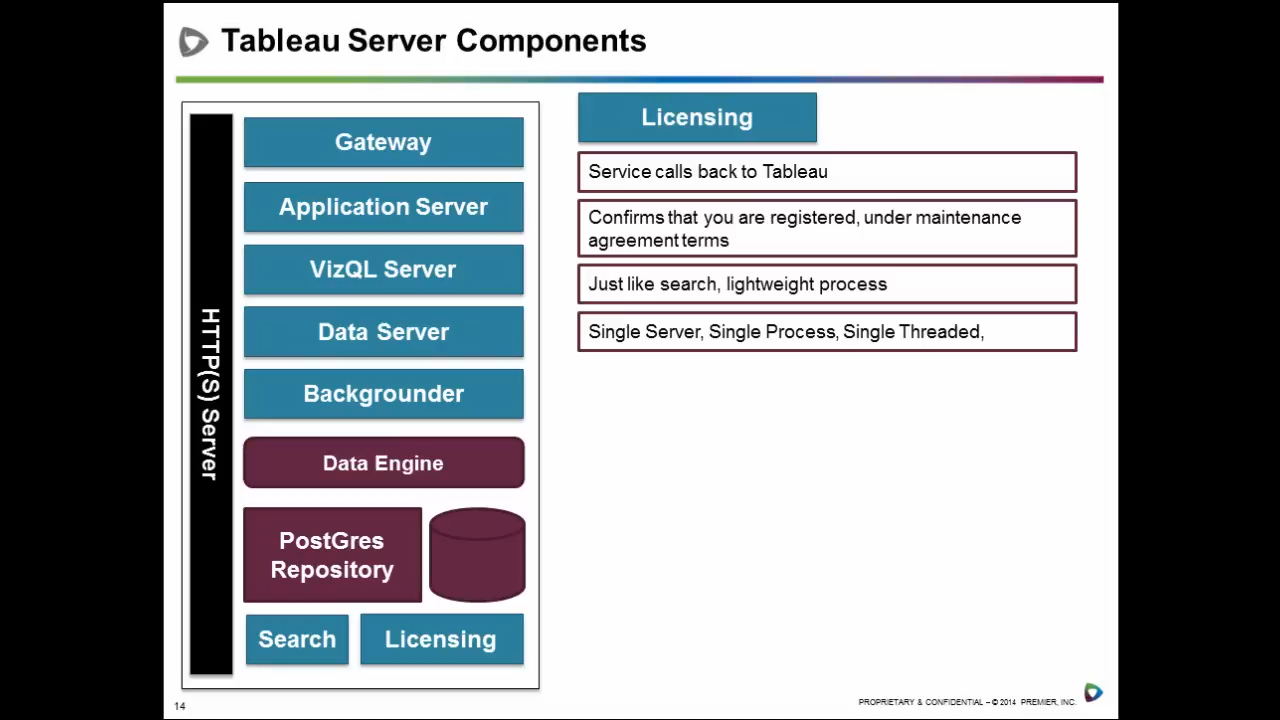 Tableau Server Components
HTTP(S) Server
Gateway
Application Server
VizQL Server
Data Server
Backgrounder
Data Engine
PostGres
Repository
Search
Licensing
Licensing
Service calls back to Tableau
Confirms that you are registered, under maintenance
agreement terms
Just like search, lightweight process
Single Server, Single Process, Single Threaded,
14
PROPRIETARY & CONFIDENTIAL – © 2014 PREMIER, INC.